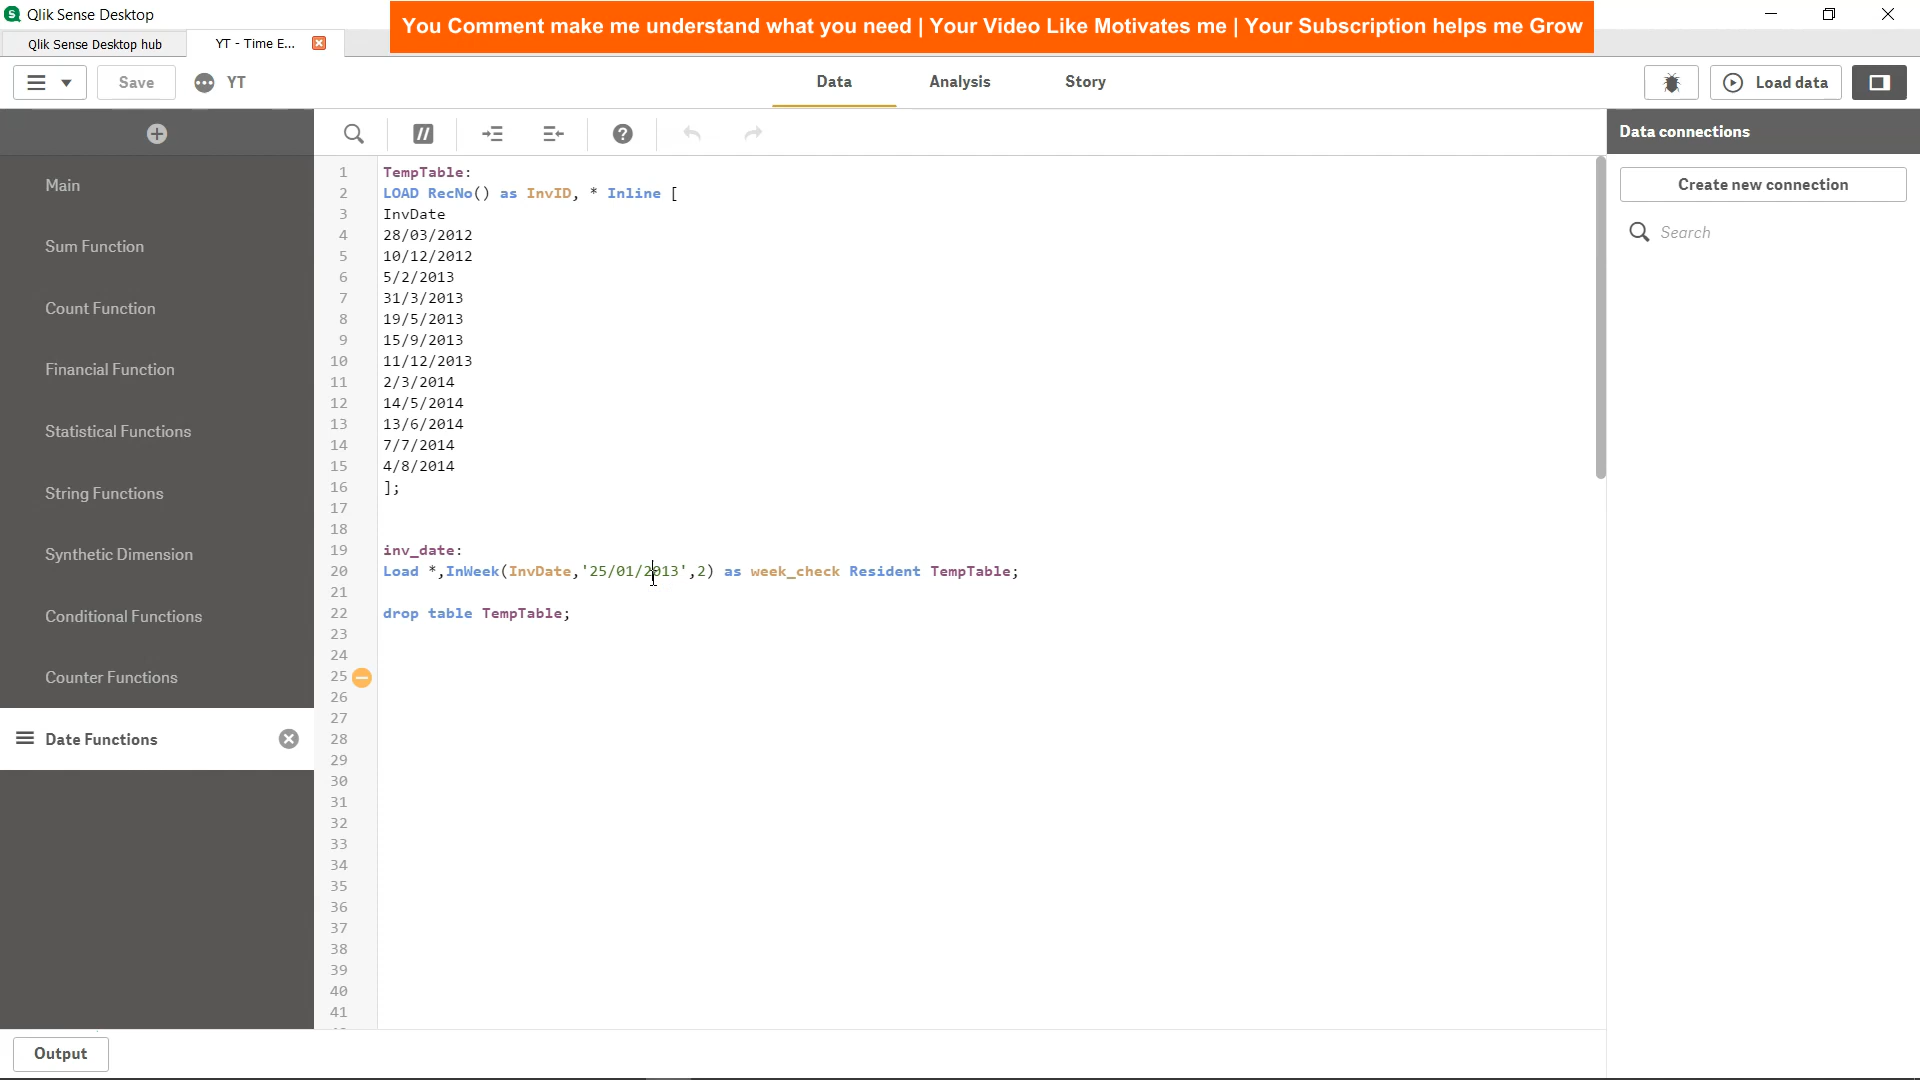 Qlik Sense Desktop
You Comment make me understand what you need | Your Video Like Motivates me | Your Subscription helps me Grow
Qlik Sense Desktop hub
YT - Time E...
Save
YT
Data
Analysis
Story
Load data
Data connections
Create new connection
Search
Main
Sum Function
Count Function
Financial Function
Statistical Functions
String Functions
Synthetic Dimension
Conditional Functions
Counter Functions
Date Functions
1 TempTable:
2 LOAD RecNo() as InvID, * Inline [
3 InvDate
4 28/03/2012
5 10/12/2012
6 5/2/2013
7 31/3/2013
8 19/5/2013
9 15/9/2013
10 11/12/2013
11 2/3/2014
12 14/5/2014
13 13/6/2014
14 7/7/2014
15 4/8/2014
16 ];
17
18
19 inv_date:
20 Load *,InWeek(InvDate,'25/01/2013',2) as week_check Resident TempTable;
21
22 drop table TempTable;
23
24
25
26
27
28
29
30
31
32
33
34
35
36
37
38
39
40
41
Output